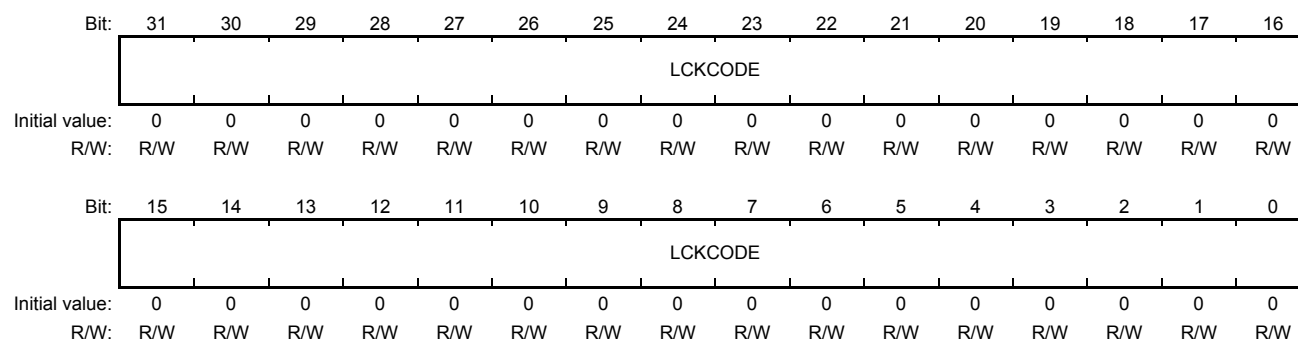 Bit: 31 30 29 28 27 26 25 24 23 22 21 20 19 18 17 16
LCKCODE
Initial value: 0 0 0 0 0 0 0 0 0 0 0 0 0 0 0 0
R/W: R/W R/W R/W R/W R/W R/W R/W R/W R/W R/W R/W R/W R/W R/W R/W R/W
Bit: 15 14 13 12 11 10 9 8 7 6 5 4 3 2 1 0
LCKCODE
Initial value: 0 0 0 0 0 0 0 0 0 0 0 0 0 0 0 0
R/W: R/W R/W R/W R/W R/W R/W R/W R/W R/W R/W R/W R/W R/W R/W R/W R/W